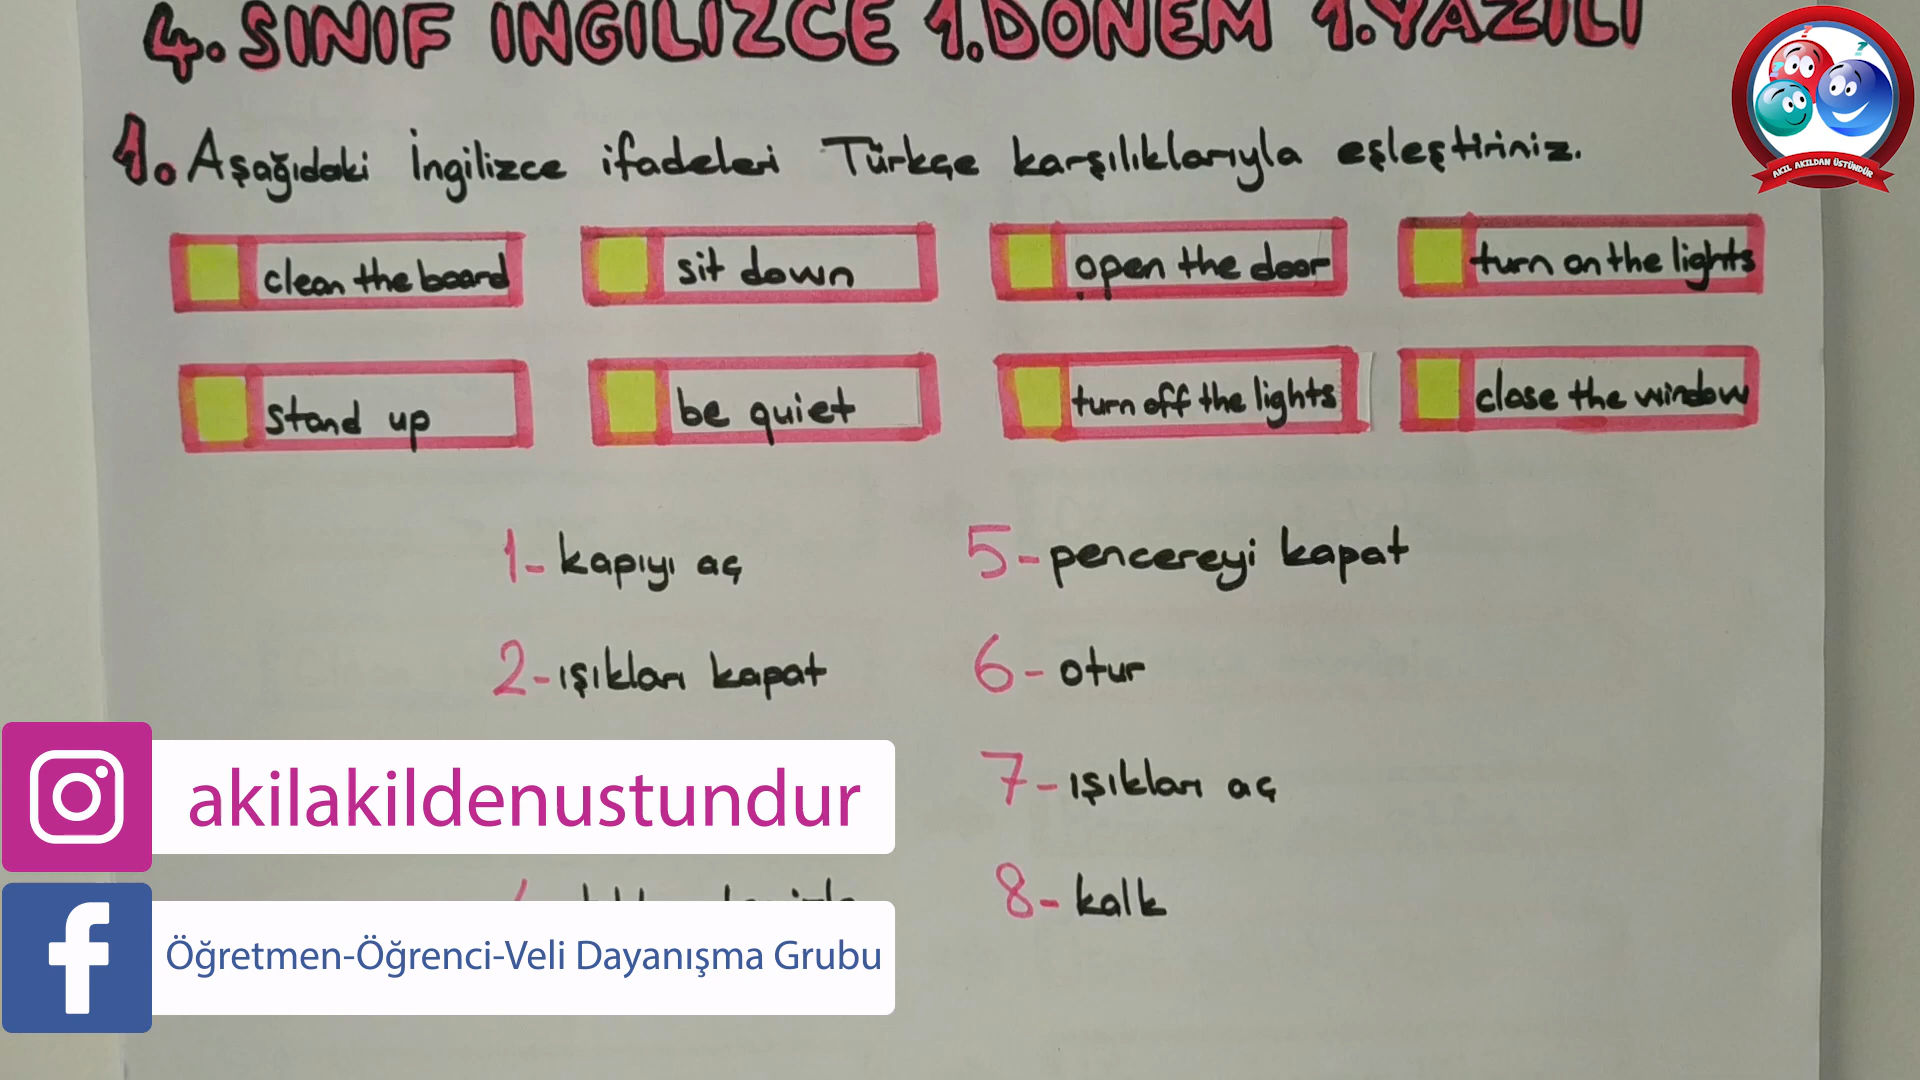 4. SINIF İNGİLİZCE 1.DÖNEM 1.YAZILI
1. Aşağıdaki İngilizce ifadeleri Türkçe karşılıklarıyla eşleştiriniz.
clean the board
sit down
open the door
turn on the lights
stand up
be quiet
turn off the lights
close the window
1- kapıyı aç
2- ışıkları kapat
5- pencereyi kapat
6- otur
7- ışıkları aç
8- kalk
akilakildenustundur
Öğretmen-Öğrenci-Veli Dayanışma Grubu
AKIL AKILDAN ÜSTÜNDÜR